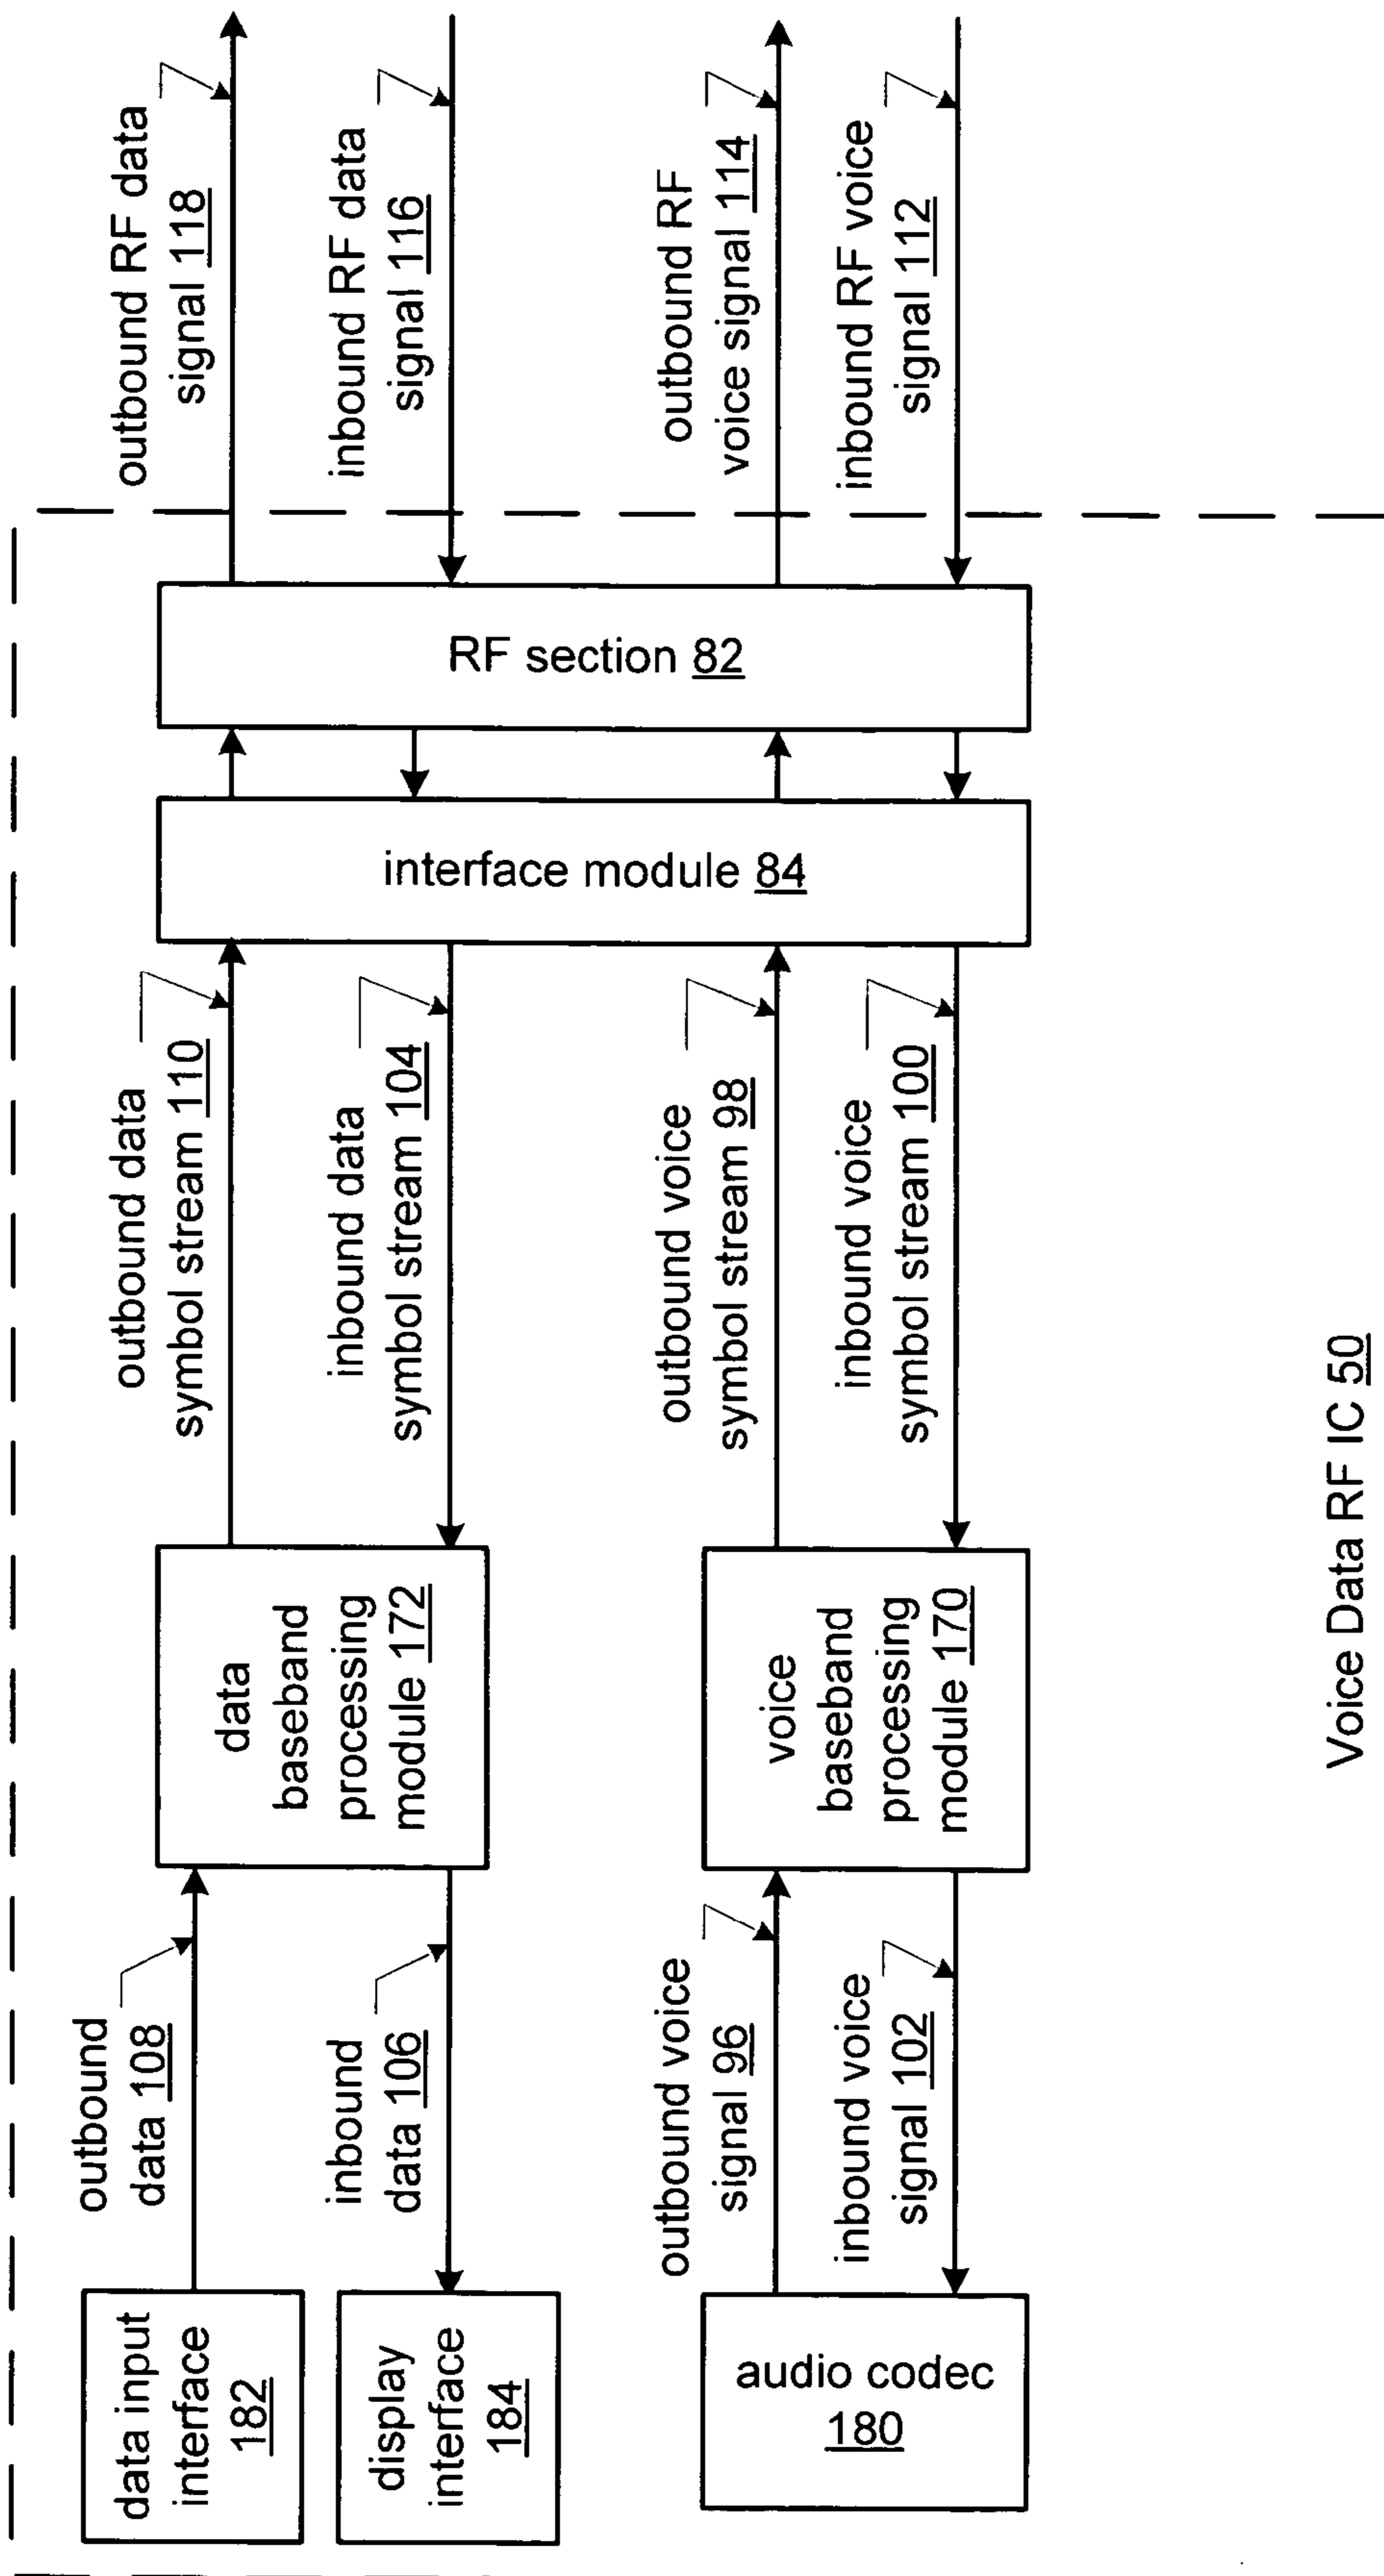 outbound RF data
signal 118
inbound RF data
signal 116
outbound RF
voice signal 114
inbound RF voice
signal 112
RF section 82
interface module 84
outbound data
symbol stream 110
inbound data
symbol stream 104
outbound voice
symbol stream 98
inbound voice
symbol stream 100
data
baseband
processing
module 172
voice
baseband
processing
module 170
outbound
data 108
inbound
data 106
outbound voice
signal 96
inbound voice
signal 102
data input
interface
182
display
interface
184
audio codec
180
Voice Data RF IC 50